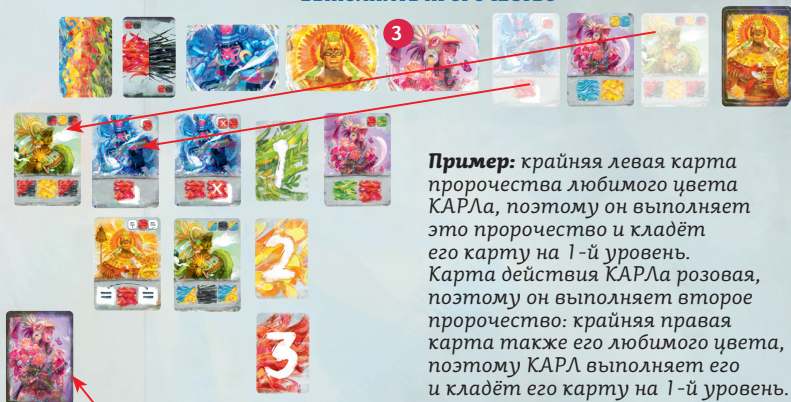 ВЫПОЛНЯТЬ ПРОРОЧЕСТВО
3
1
2
3
Пример: крайняя левая карта
пророчества любимого цвета
КАРЛа, поэтому он выполняет
это пророчество и кладёт
его карту на 1-й уровень.
Карта действия КАРЛа розовая,
поэтому он выполняет второе
пророчество: крайняя правая
карта также его любимого цвета,
поэтому КАРЛ выполняет его
и кладёт его карту на 1-й уровень.